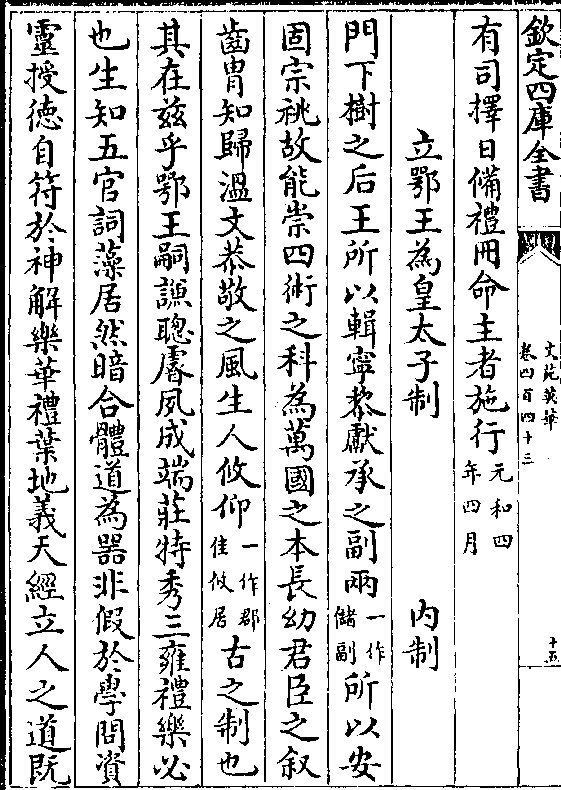 欽定四庫全書
文苑英華
卷四百四十三
十五
有司擇日備禮冊命主者施行元和四年四月
立鄂王為皇太子制 內制
門下樹之后王所以輯寧黎獻承之副兩一作儲副所以安
固宗祧故能崇四術之科為萬國之本長幼君臣之叙
齒胄知歸溫文恭敬之風生人攸仰一作郡佳攸居古之制也
其在兹乎鄂王嗣謙聰睿夙成端莊特秀三雍禮樂必
也生知五官詞藻居然暗合體道為器非假於學問資
靈授德自符於神解樂華禮葉地義天經立人之道既